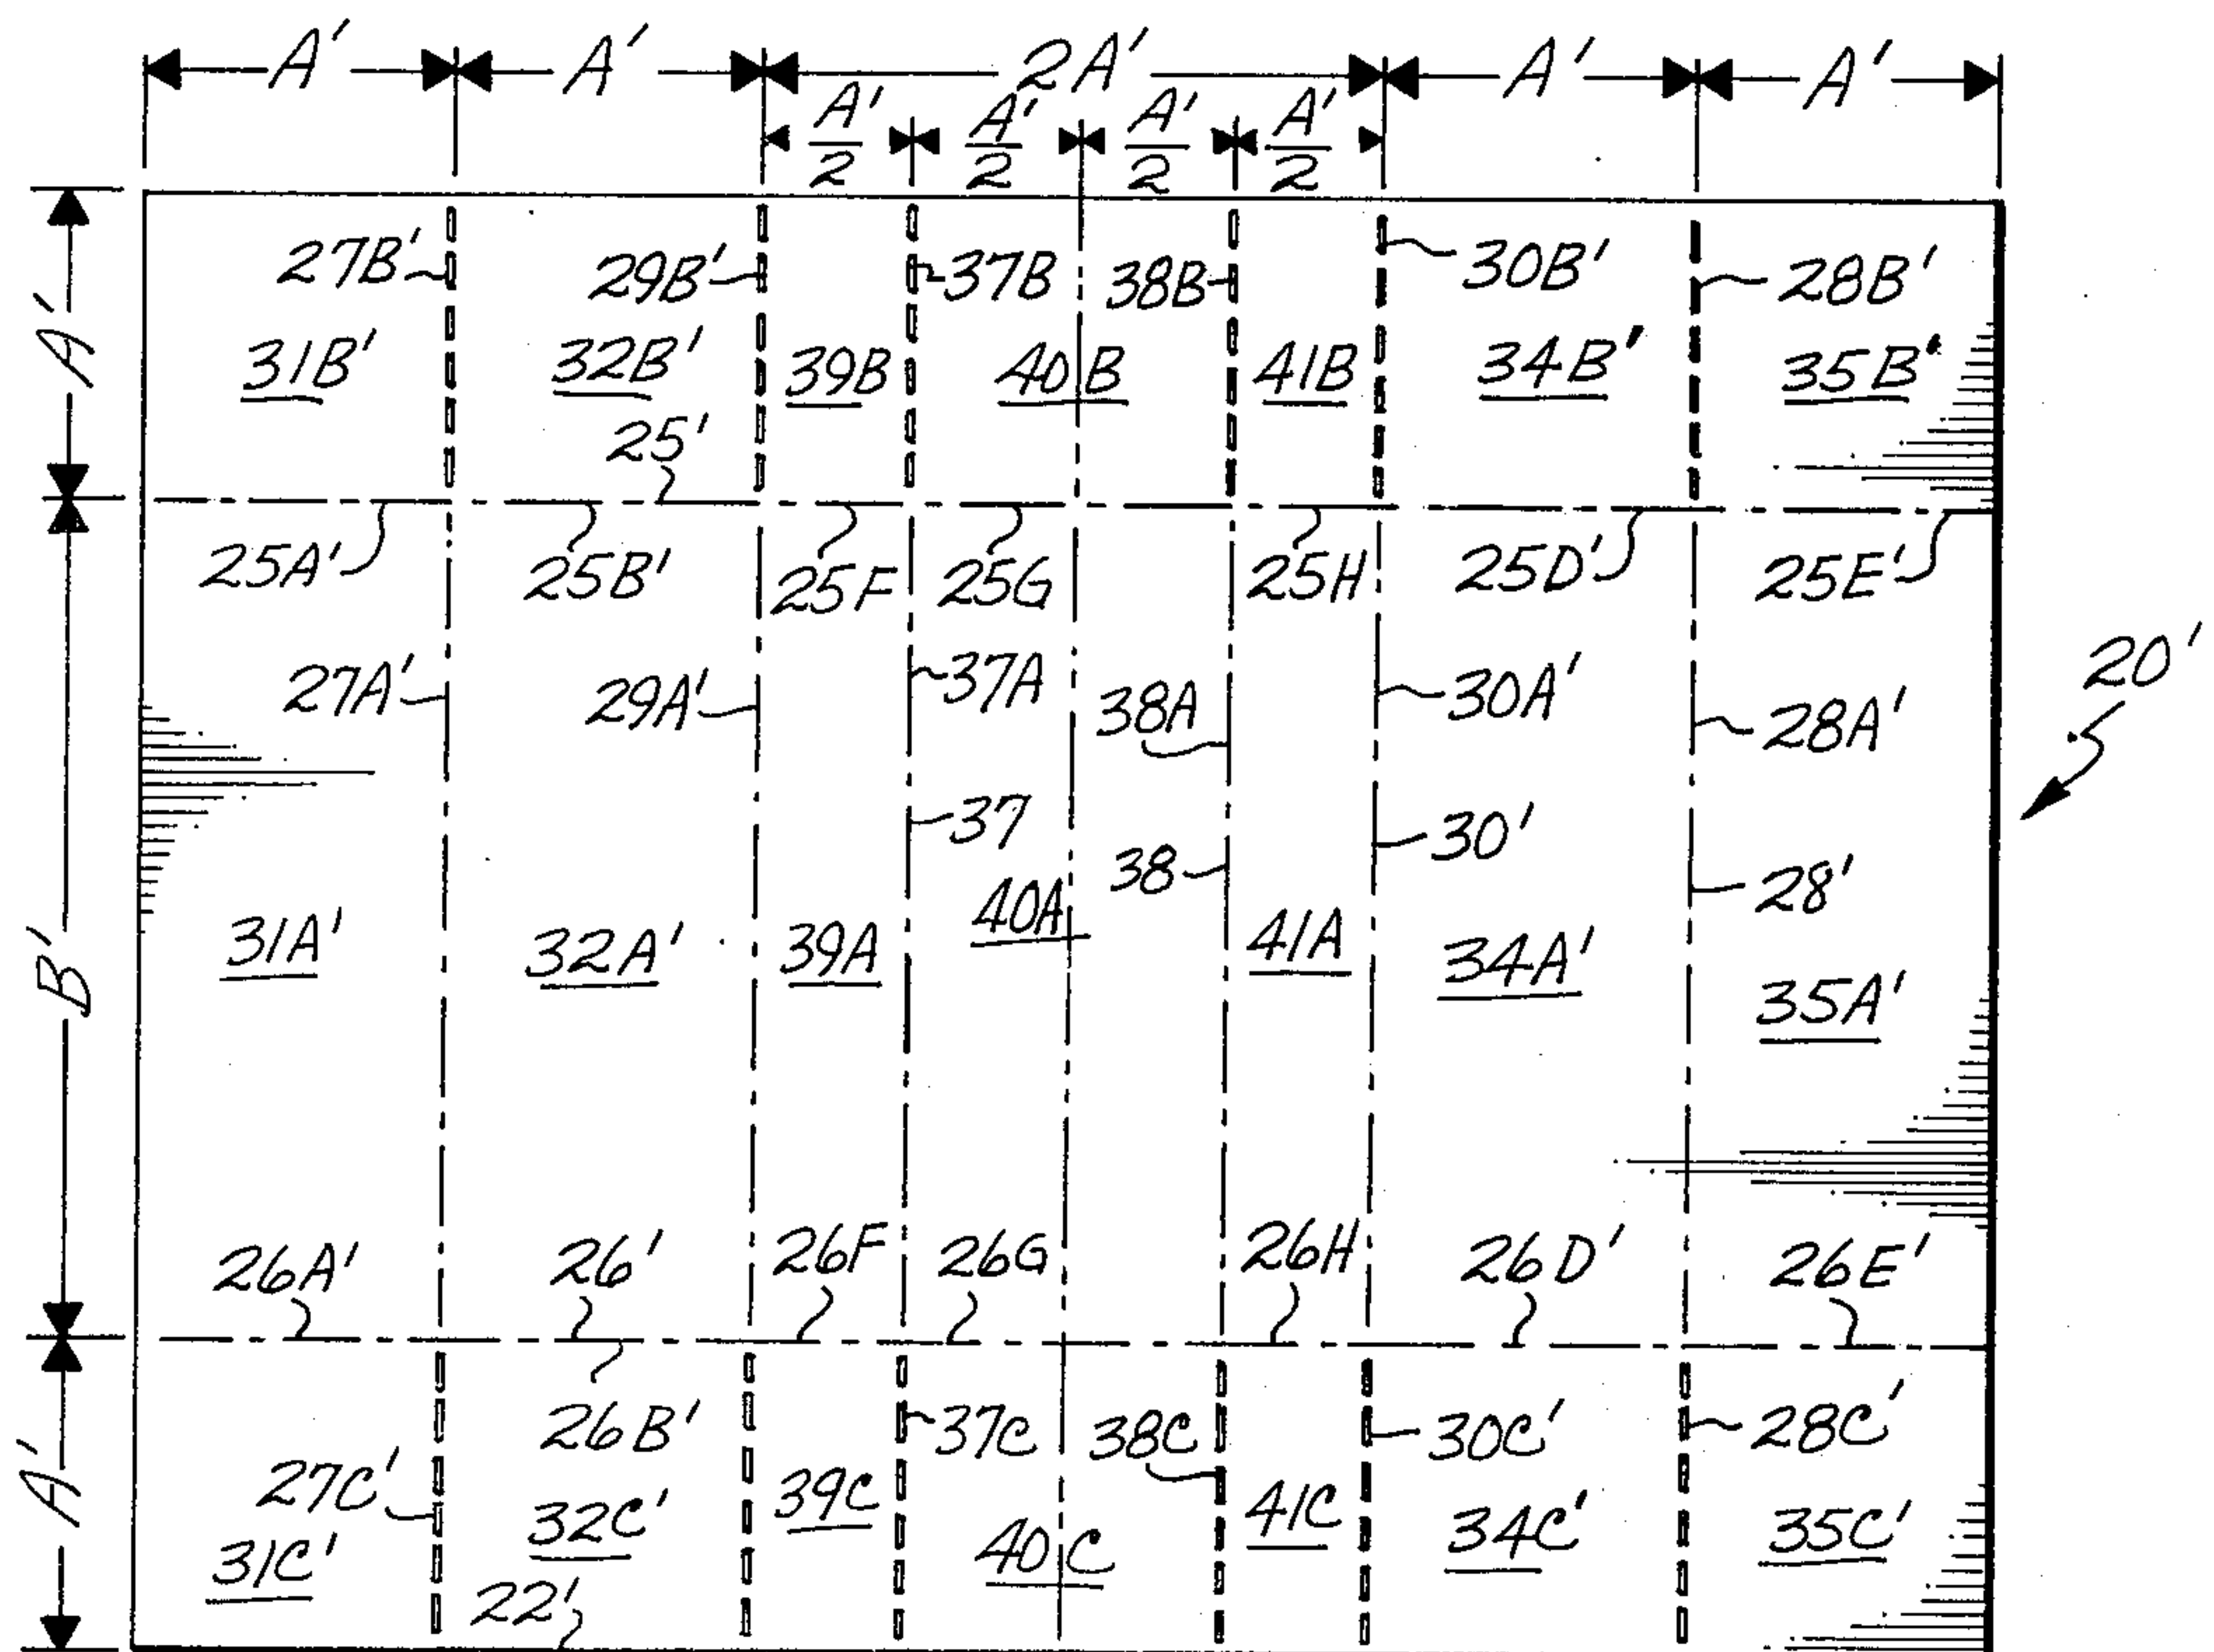 A' A' 2A' A' A'
A'/2 A'/2 A'/2 A'/2
A'
27B' 29B' 37B 38B 30B' 28B'
31B' 32B' 39B 40B 41B 34B' 35B'
25'
25A' 25B' 25F 25G 25H 25D' 25E'
20'
27A' 29A' 37A 38A 30A' 28A'
37 38 30' 28'
B'
31A' 32A' 39A 40A 41A 34A' 35A'
26A' 26' 26F 26G 26H 26D' 26E'
A'
27C' 26B' 37C 38C 30C' 28C'
31C' 32C' 39C 40C 41C 34C' 35C'
22'